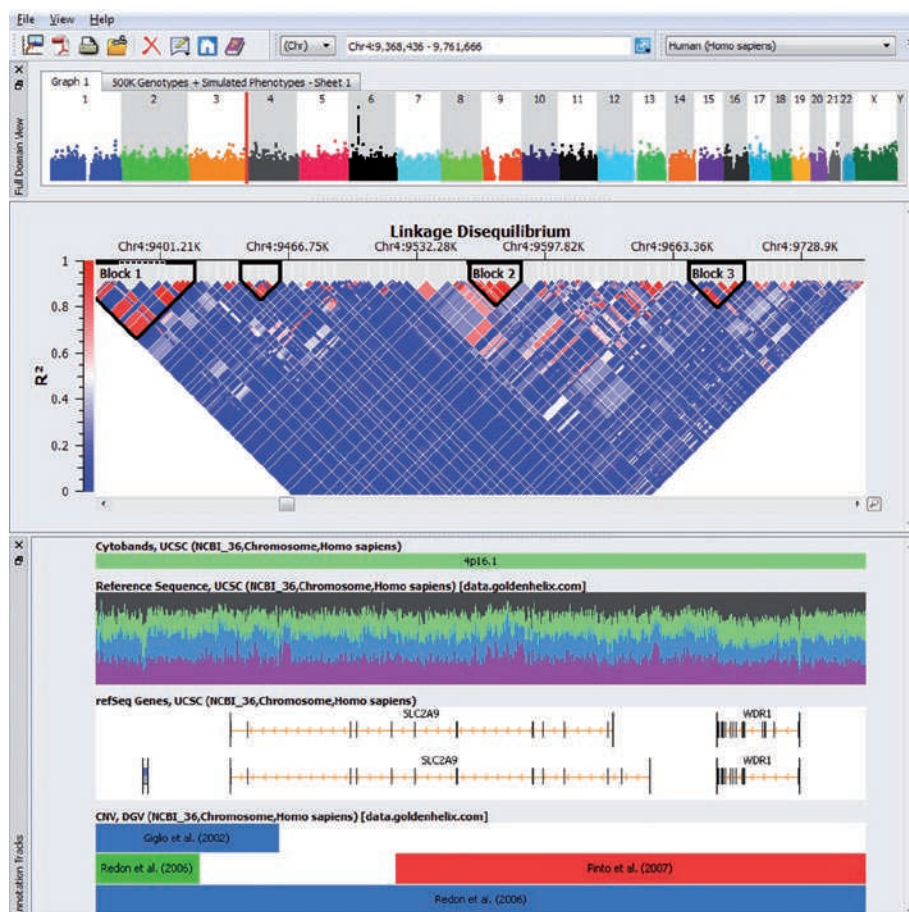 File View Help
(Chr) Chr4:9,368,436 - 9,761,666 Human (Homo sapiens)
Graph 1 500K Genotypes + Simulated Phenotypes - Sheet 1
1 2 3 4 5 6 7 8 9 10 11 12 13 14 15 16 17 18 19 20 21 22 X Y
Full Domain View
Linkage Disequilibrium
Chr4:9401.21K Chr4:9466.75K Chr4:9532.28K Chr4:9597.82K Chr4:9663.36K Chr4:9728.9K
1
Block 1 Block 2 Block 3
0.8
0.6
R²
0.4
0.2
0
Cytobands, UCSC (NCBI_36,Chromosome,Homo sapiens)
4p16.1
Reference Sequence, UCSC (NCBI_36,Chromosome,Homo sapiens) [data.goldenhelix.com]
refSeq Genes, UCSC (NCBI_36,Chromosome,Homo sapiens)
SLC2A9 WDR1
SLC2A9 WDR1
CNV, DGV (NCBI_36,Chromosome,Homo sapiens) [data.goldenhelix.com]
Giglio et al. (2002)
Redon et al. (2006) Pinto et al. (2007)
Redon et al. (2006)
nnotation Tracks